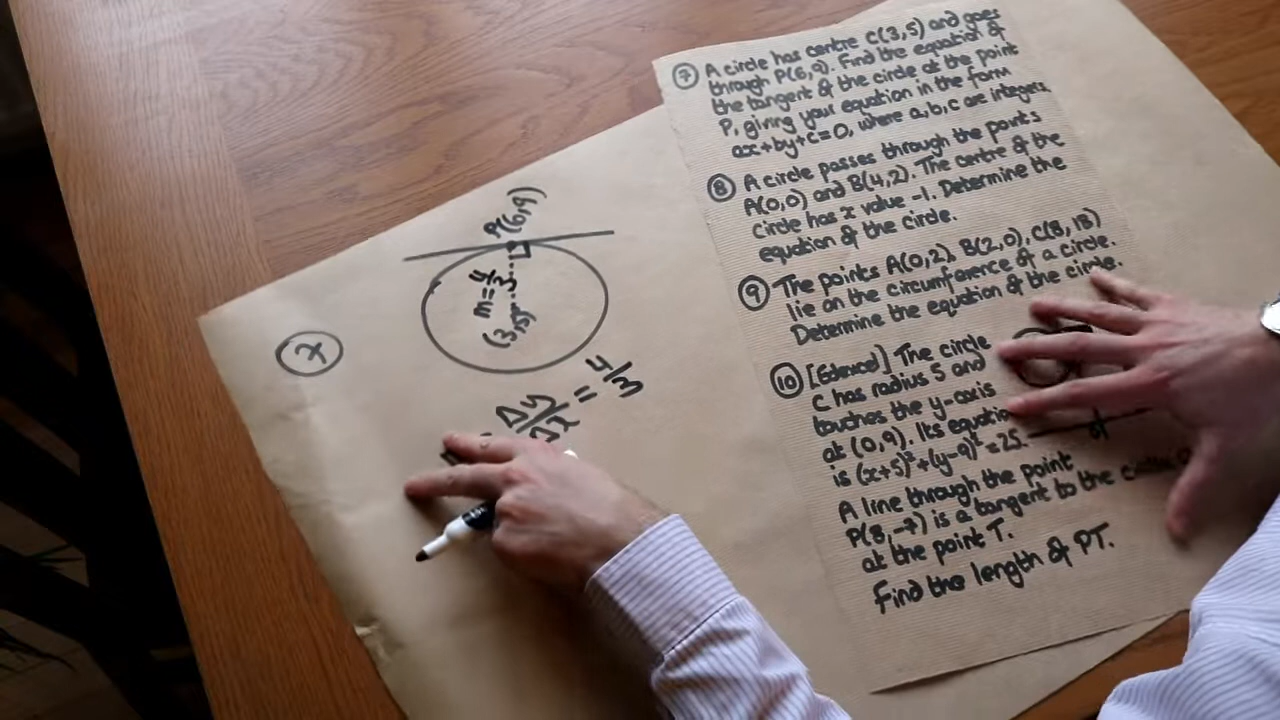 7
P(6,9)
m=4/3
(3,5)
Δy/Δx = 4/3
7 A circle has centre C(3,5) and goes
through P(6,9). Find the equation of
the tangent of the circle at the point
P, giving your equation in the form
ax+by+c=0, where a,b,c are integers.
8 A circle passes through the points
A(0,0) and B(4,2). The centre of the
circle has x value -1. Determine the
equation of the circle.
9 The points A(0,2), B(2,0), C(8,18)
lie on the circumference of a circle.
Determine the equation of the circle.
10 [Edexcel] The circle
C has radius 5 and
touches the y-axis
at (0,9). Its equation
is (x+5)²+(y-9)²=25.
A line through the point
P(8,-7) is a tangent to the circle
at the point T.
Find the length of PT.